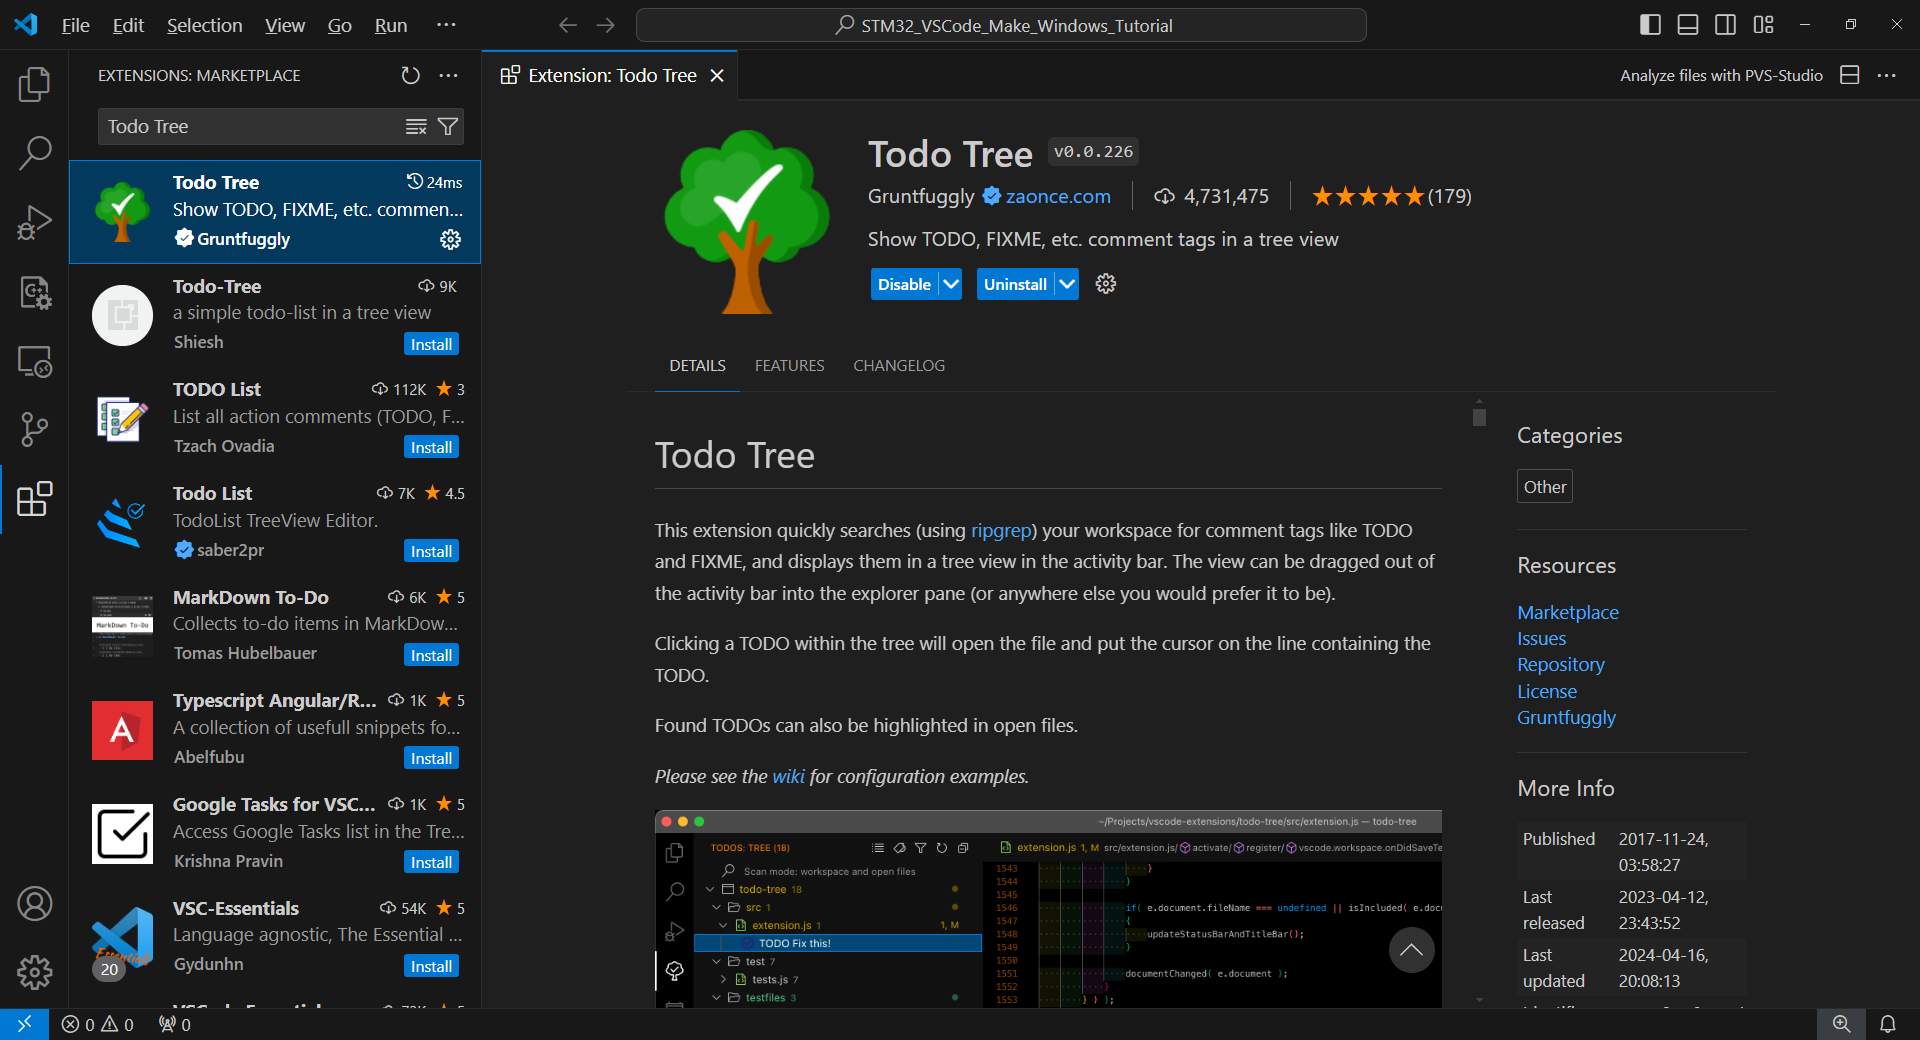 File Edit Selection View Go Run ···
STM32_VSCode_Make_Windows_Tutorial
EXTENSIONS: MARKETPLACE
Todo Tree
Todo Tree 24ms
Show TODO, FIXME, etc. commen...
Gruntfuggly
Todo-Tree 9K
a simple todo-list in a tree view
Shiesh Install
TODO List 112K 3
List all action comments (TODO, F...
Tzach Ovadia Install
Todo List 7K 4.5
TodoList TreeView Editor.
saber2pr Install
MarkDown To-Do
MarkDown To-Do 6K 5
Collects to-do items in MarkDow...
Tomas Hubelbauer Install
Typescript Angular/R... 1K 5
A collection of usefull snippets fo...
Abelfubu Install
Google Tasks for VSC... 1K 5
Access Google Tasks list in the Tre...
Krishna Pravin Install
VSC-Essentials 54K 5
Language agnostic, The Essential ...
Gydunhn Install
Essentials
20
0 0 0
Extension: Todo Tree
Analyze files with PVS-Studio
Todo Tree v0.0.226
Gruntfuggly zaonce.com 4,731,475 ★★★★★(179)
Show TODO, FIXME, etc. comment tags in a tree view
Disable Uninstall
DETAILS FEATURES CHANGELOG
Todo Tree
This extension quickly searches (using ripgrep) your workspace for comment tags like TODO
and FIXME, and displays them in a tree view in the activity bar. The view can be dragged out of
the activity bar into the explorer pane (or anywhere else you would prefer it to be).
Clicking a TODO within the tree will open the file and put the cursor on the line containing the
TODO.
Found TODOs can also be highlighted in open files.
Please see the wiki for configuration examples.
~/Projects/vscode-extensions/todo-tree/src/extension.js — todo-tree
TODOS: TREE (18)
Scan mode: workspace and open files
todo-tree 18
src 1
extension.js 1 1, M
TODO Fix this!
test 7
tests.js 7
testfiles 3
extension.js 1, M src/extension.js/ activate/ register/ vscode.workspace.onDidSaveTe
1543 }
1544 }
1545
1546 if( e.document.fileName === undefined || isIncluded( e.docu
1547 {
1548 updateStatusBarAndTitleBar();
1549 }
1550
1551 documentChanged( e.document );
1552 }
1553 } ) );
Categories
Other
Resources
Marketplace
Issues
Repository
License
Gruntfuggly
More Info
Published 2017-11-24,
03:58:27
Last 2023-04-12,
released 23:43:52
Last 2024-04-16,
updated 20:08:13